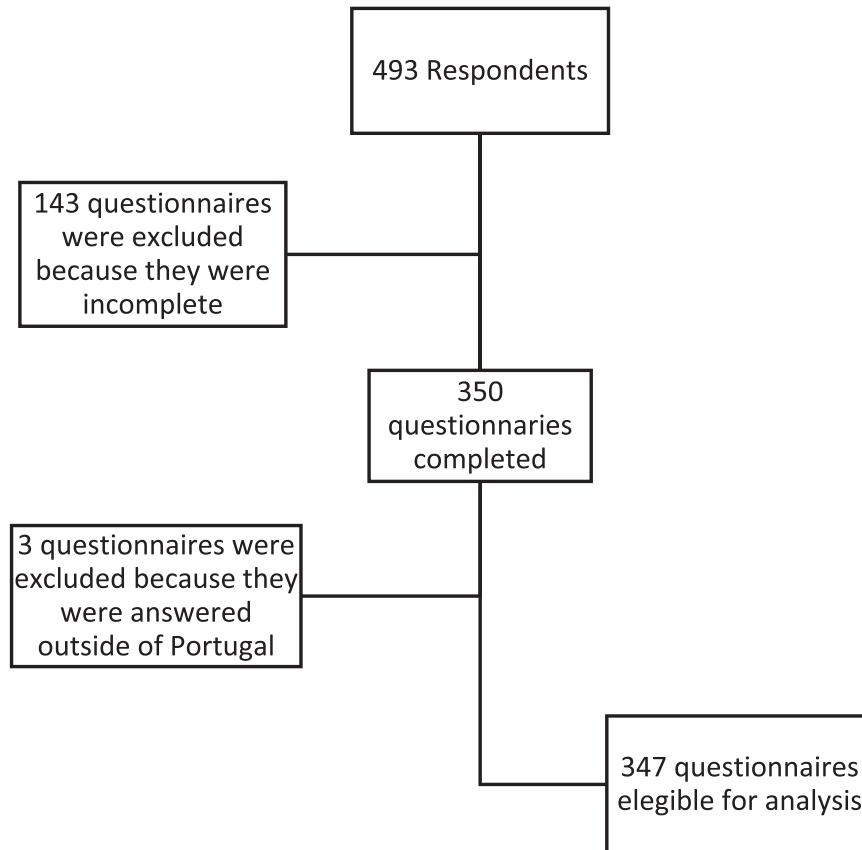 493 Respondents
143 questionnaires
were excluded
because they were
incomplete
350
questionnaries
completed
3 questionnaires were
excluded because they
were answered
outside of Portugal
347 questionnaires
elegible for analysis